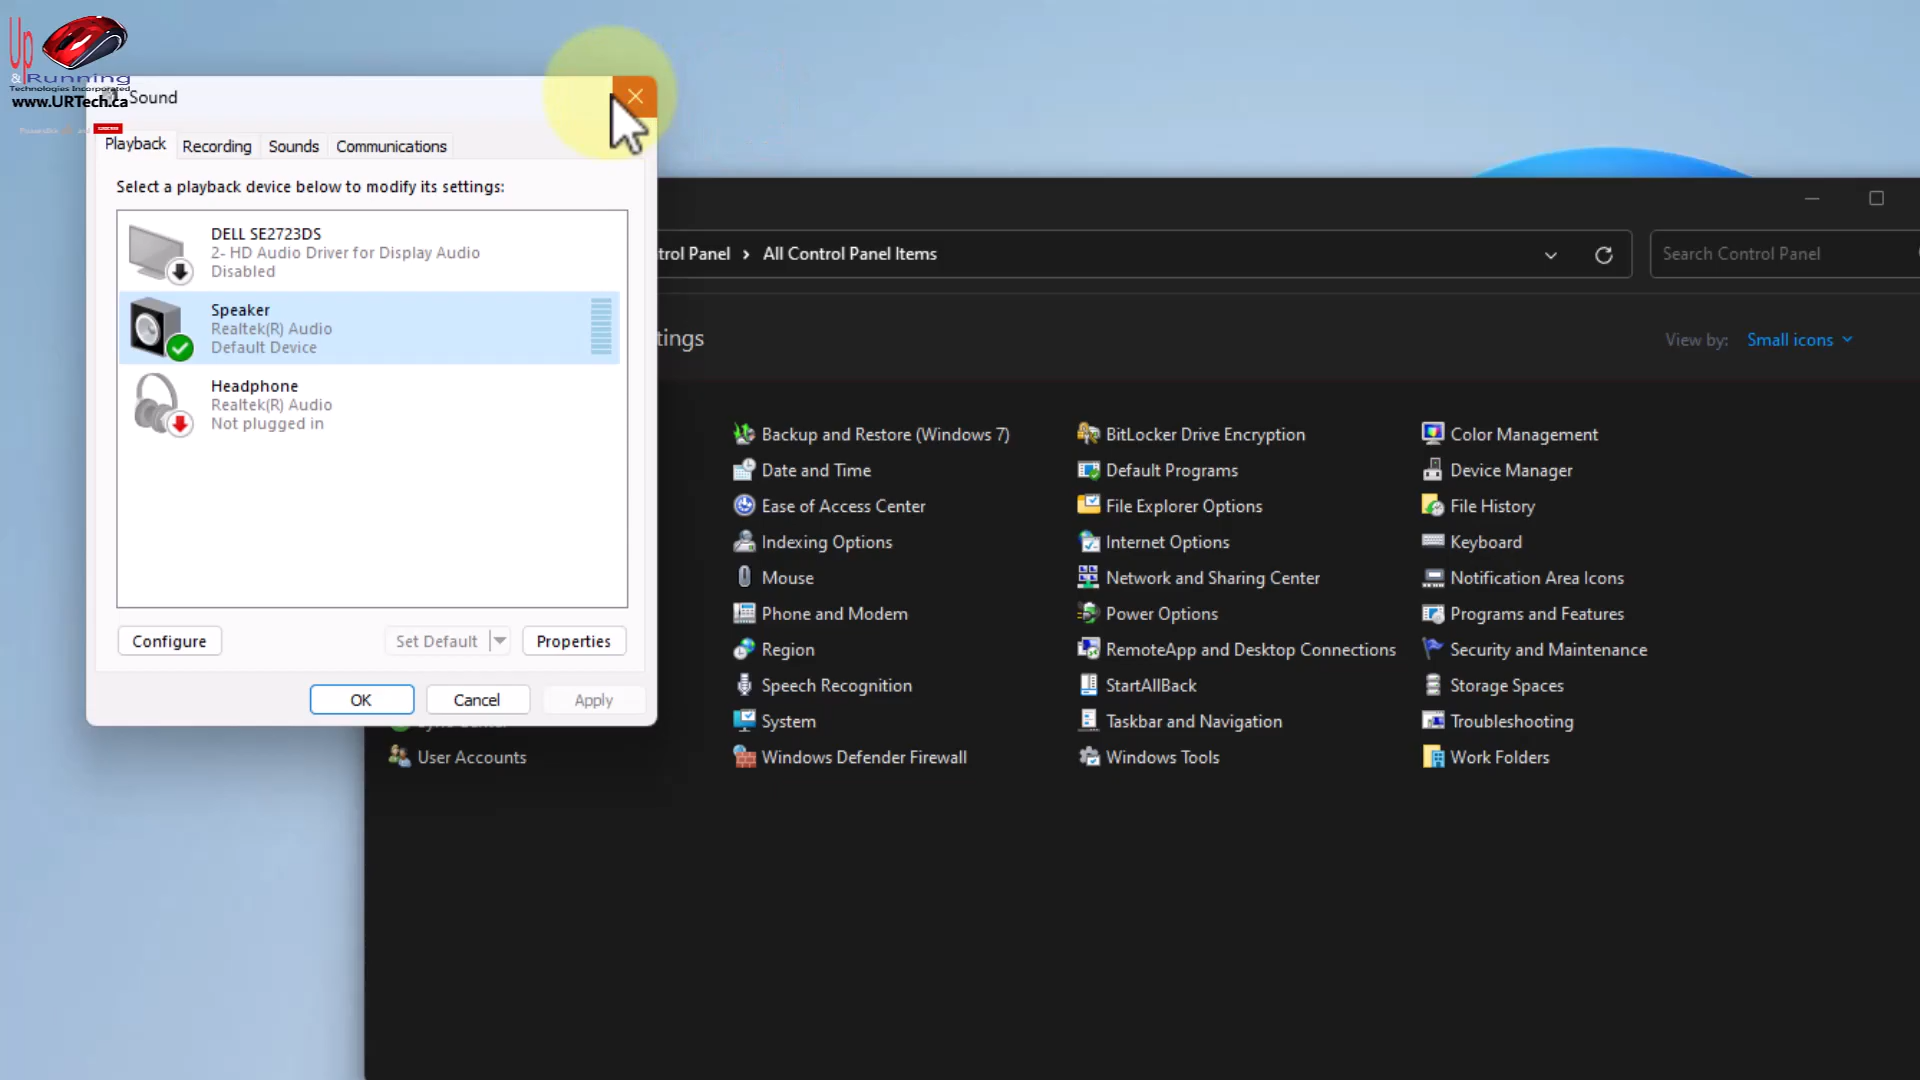 Up
& Running
Technologies Incorporated
www.URTech.ca
Sound
Playback
Recording
Sounds
Communications
Select a playback device below to modify its settings:
DELL SE2723DS
2- HD Audio Driver for Display Audio
Disabled
Speaker
Realtek(R) Audio
Default Device
Headphone
Realtek(R) Audio
Not plugged in
Configure
Set Default
Properties
OK
Cancel
Apply
trol Panel › All Control Panel Items
Search Control Panel
tings
View by: Small icons
Backup and Restore (Windows 7)
BitLocker Drive Encryption
Color Management
Date and Time
Default Programs
Device Manager
Ease of Access Center
File Explorer Options
File History
Indexing Options
Internet Options
Keyboard
Mouse
Network and Sharing Center
Notification Area Icons
Phone and Modem
Power Options
Programs and Features
Region
RemoteApp and Desktop Connections
Security and Maintenance
Speech Recognition
StartAllBack
Storage Spaces
System
Taskbar and Navigation
Troubleshooting
User Accounts
Windows Defender Firewall
Windows Tools
Work Folders